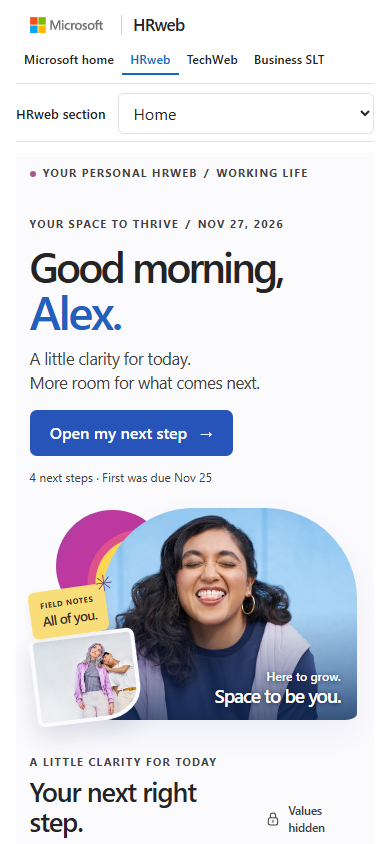 Microsoft HRweb
Microsoft home HRweb TechWeb Business SLT
HRweb section Home
YOUR PERSONAL HRWEB / WORKING LIFE
YOUR SPACE TO THRIVE / NOV 27, 2026
Good morning,
Alex.
A little clarity for today.
More room for what comes next.
Open my next step →
4 next steps · First was due Nov 25
FIELD NOTES
All of you.
Here to grow.
Space to be you.
A LITTLE CLARITY FOR TODAY
Your next right
step.
Values
hidden